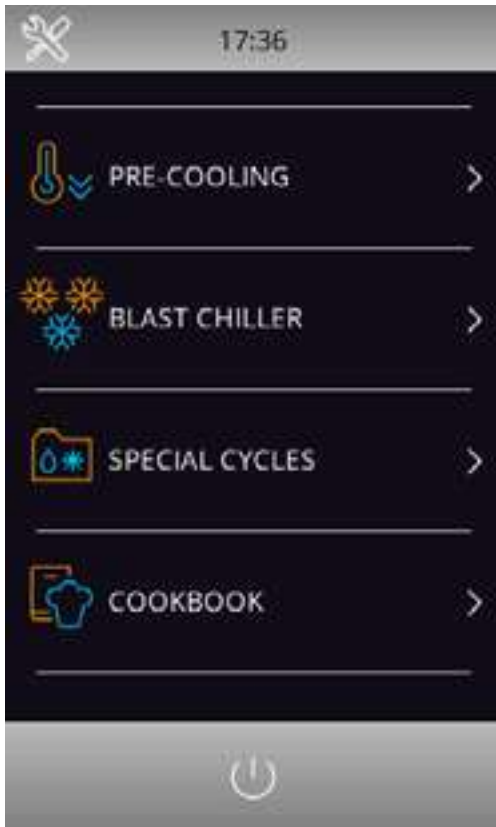 17:36
PRE-COOLING
BLAST CHILLER
SPECIAL CYCLES
COOKBOOK